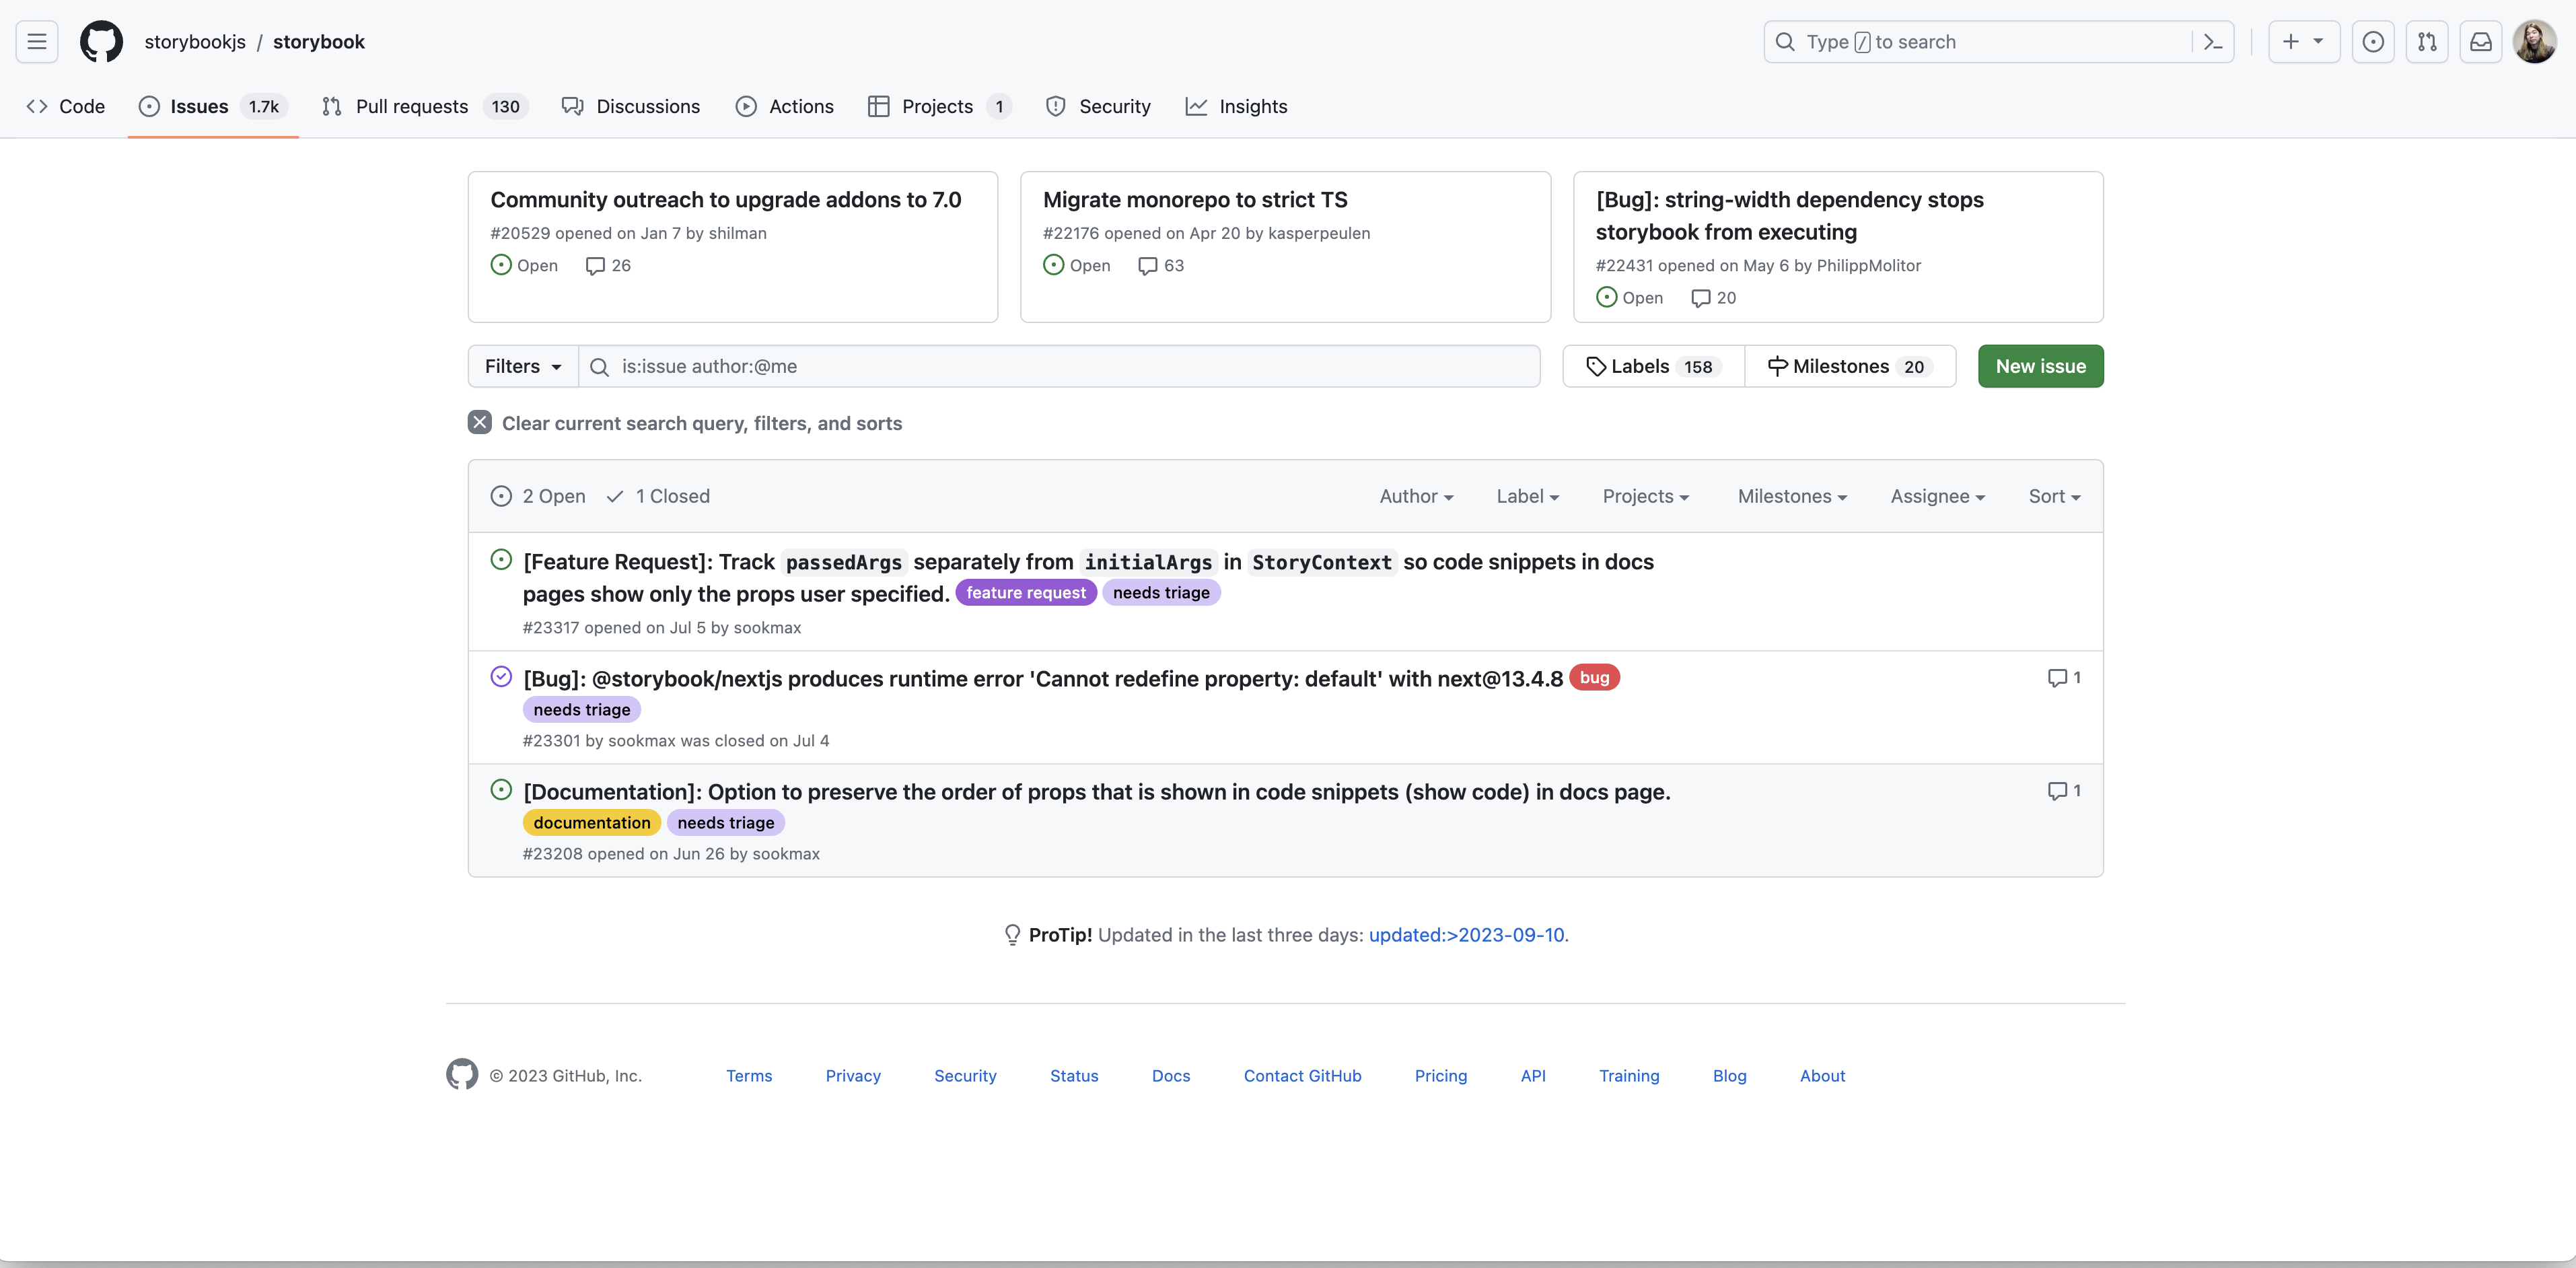 storybookjs / storybook
Type / to search
Code Issues 1.7k Pull requests 130 Discussions Actions Projects 1 Security Insights
Community outreach to upgrade addons to 7.0
#20529 opened on Jan 7 by shilman
Open 26
Migrate monorepo to strict TS
#22176 opened on Apr 20 by kasperpeulen
Open 63
[Bug]: string-width dependency stops
storybook from executing
#22431 opened on May 6 by PhilippMolitor
Open 20
Filters is:issue author:@me Labels 158 Milestones 20 New issue
Clear current search query, filters, and sorts
2 Open 1 Closed Author Label Projects Milestones Assignee Sort
[Feature Request]: Track passedArgs separately from initialArgs in StoryContext so code snippets in docs
pages show only the props user specified. feature request needs triage
#23317 opened on Jul 5 by sookmax
[Bug]: @storybook/nextjs produces runtime error 'Cannot redefine property: default' with next@13.4.8 bug 1
needs triage
#23301 by sookmax was closed on Jul 4
[Documentation]: Option to preserve the order of props that is shown in code snippets (show code) in docs page. 1
documentation needs triage
#23208 opened on Jun 26 by sookmax
ProTip! Updated in the last three days: updated:>2023-09-10.
© 2023 GitHub, Inc. Terms Privacy Security Status Docs Contact GitHub Pricing API Training Blog About